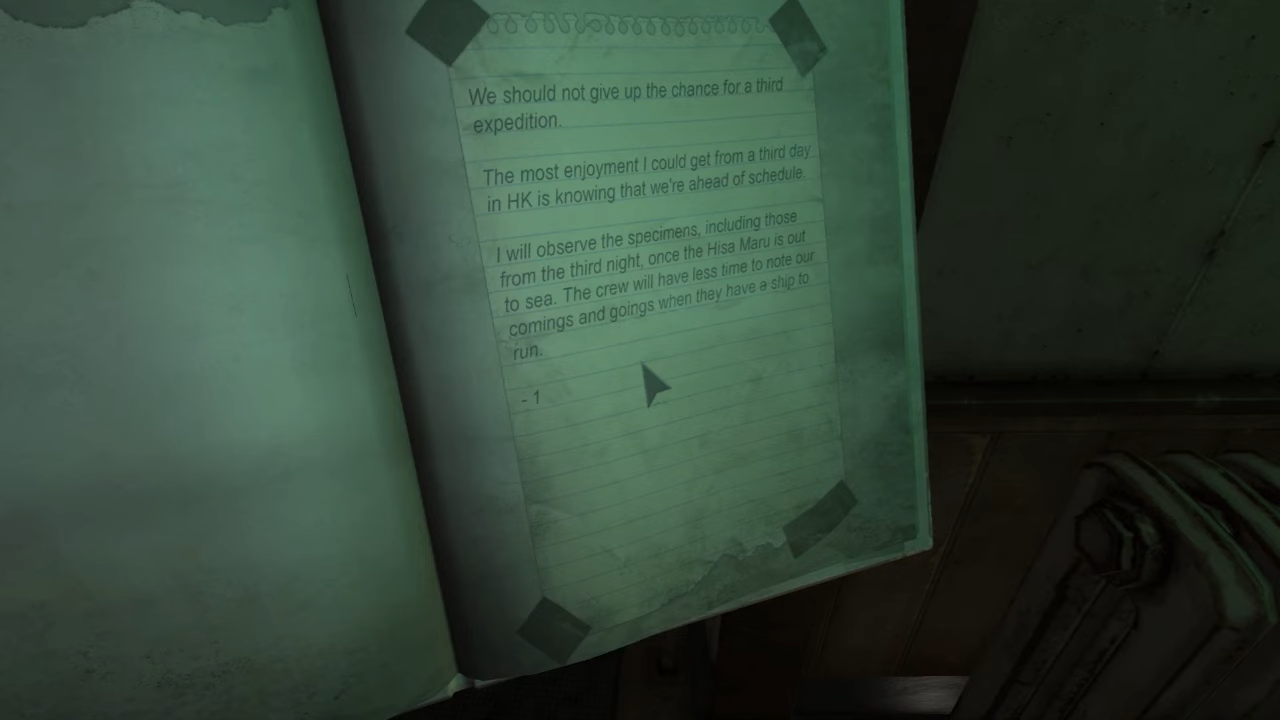 We should not give up the chance for a third
expedition.
The most enjoyment I could get from a third day
in HK is knowing that we're ahead of schedule.
I will observe the specimens, including those
from the third night, once the Hisa Maru is out
to sea. The crew will have less time to note our
comings and goings when they have a ship to
run.
- 1